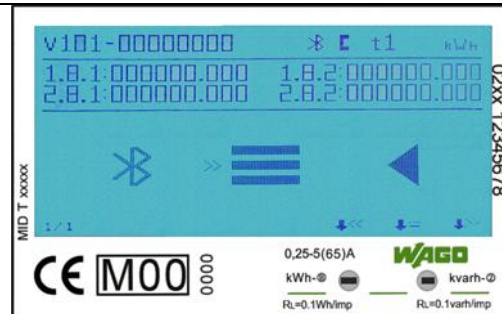 v101-00000000 t1 kWh
1.8.1:000000.000 1.8.2:000000.000
2.8.1:000000.000 2.8.2:000000.000
1/1
MID T xxxxx
02xx 12345678
CE M00 0000
0,25-5(65)A
WAGO
kWh-
kvarh-②
RL=0.1Wh/imp
RL=0.1varh/imp